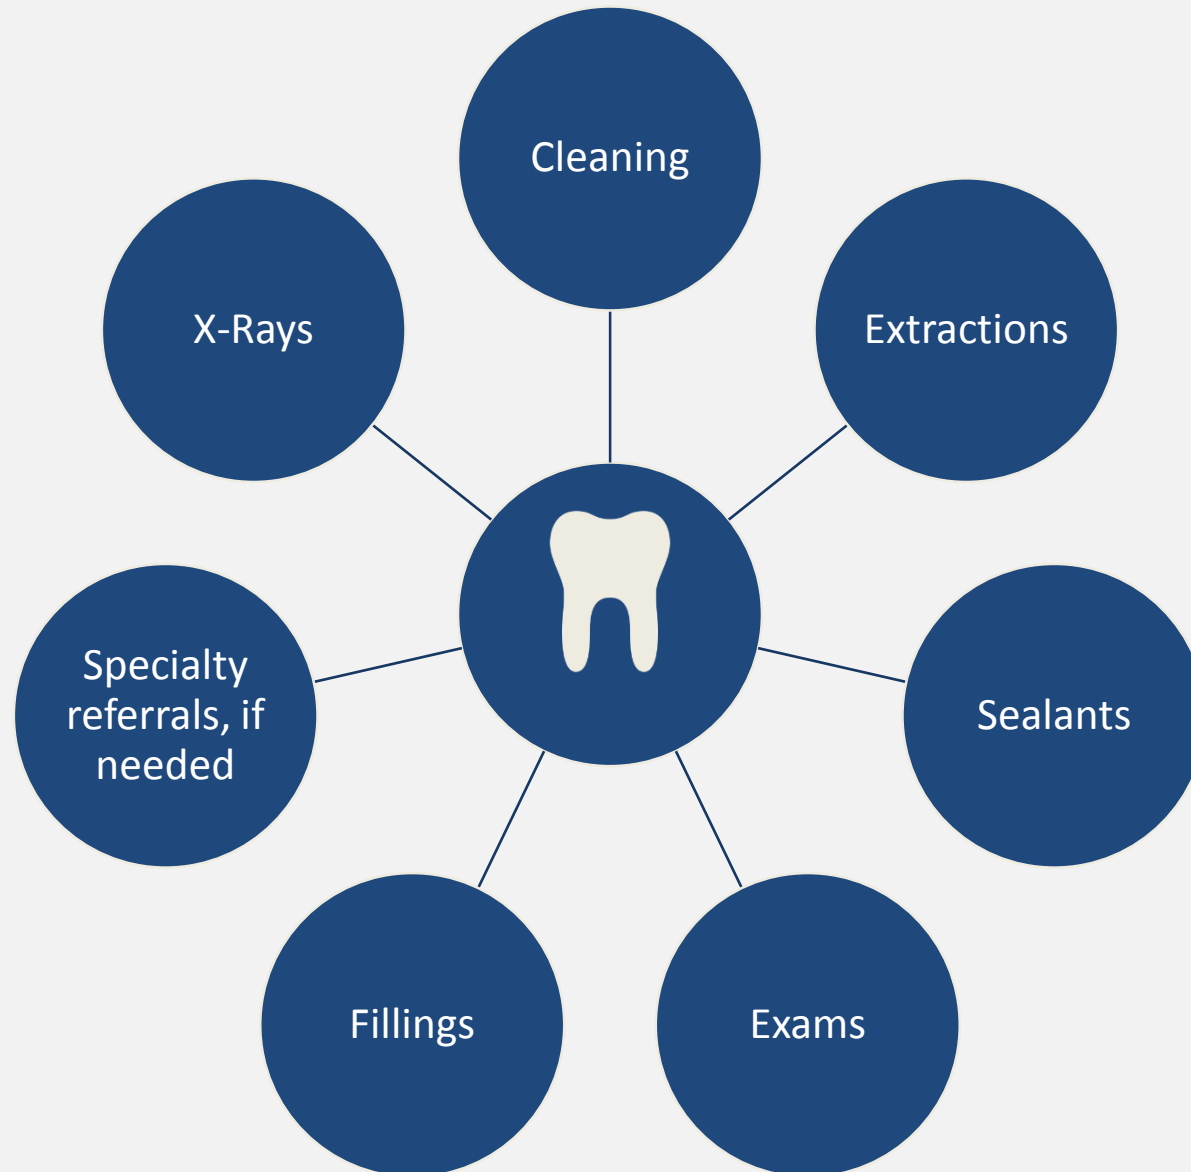 Cleaning
Extractions
Sealants
Exams
Fillings
Specialty
referrals, if
needed
X-Rays